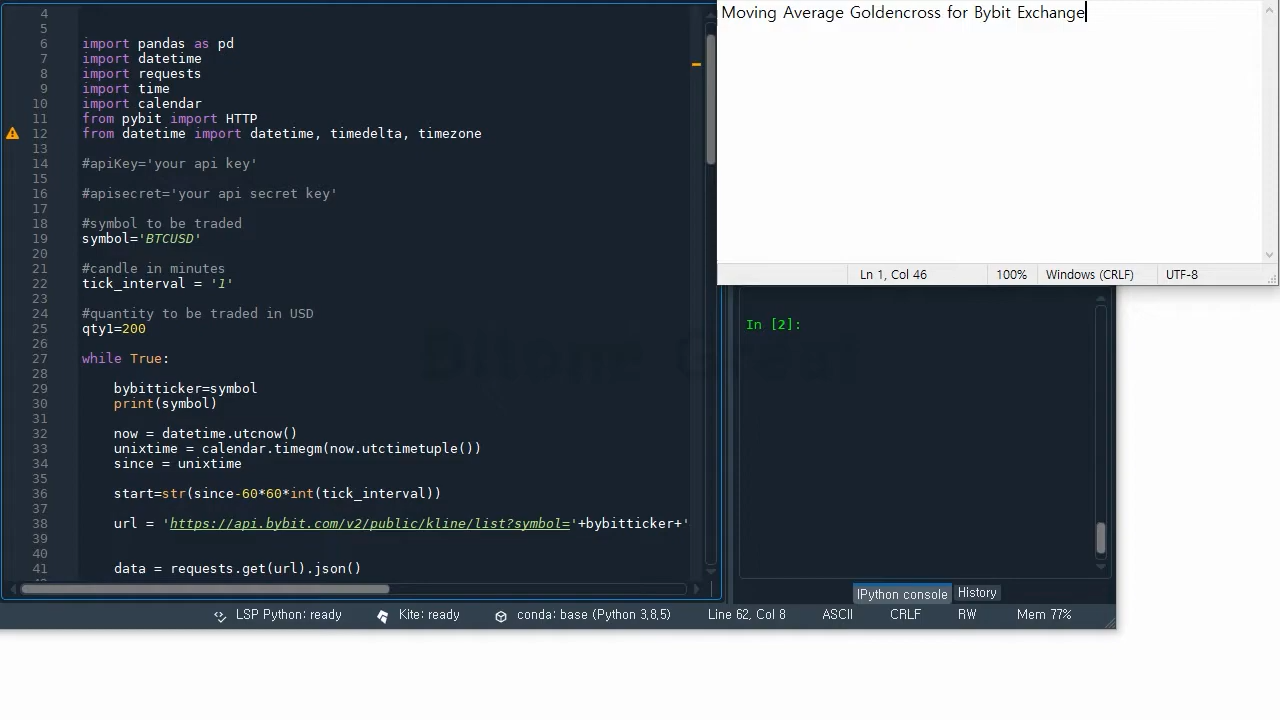 4
5
6 import pandas as pd
7 import datetime
8 import requests
9 import time
10 import calendar
11 from pybit import HTTP
12 from datetime import datetime, timedelta, timezone
13
14 #apiKey='your api key'
15
16 #apisecret='your api secret key'
17
18 #symbol to be traded
19 symbol='BTCUSD'
20
21 #candle in minutes
22 tick_interval = '1'
23
24 #quantity to be traded in USD
25 qty1=200
26
27 while True:
28
29 bybitticker=symbol
30 print(symbol)
31
32 now = datetime.utcnow()
33 unixtime = calendar.timegm(now.utctimetuple())
34 since = unixtime
35
36 start=str(since-60*60*int(tick_interval))
37
38 url = 'https://api.bybit.com/v2/public/kline/list?symbol='+bybitticker+'
39
40
41 data = requests.get(url).json()
Moving Average Goldencross for Bybit Exchange
Ln 1, Col 46 100% Windows (CRLF) UTF-8
In [2]:
IPython console History
LSP Python: ready Kite: ready conda: base (Python 3.8.5) Line 62, Col 8 ASCII CRLF RW Mem 77%